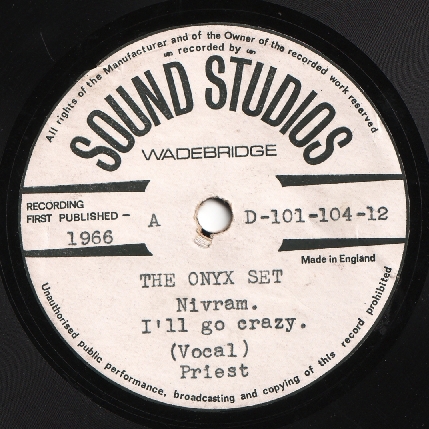 All rights of the Manufacturer and of the Owner of the recorded work reserved
recorded by
SOUND STUDIOS
WADEBRIDGE
RECORDING
FIRST PUBLISHED -
1966
A
D-101-104-12
Made in England
THE ONYX SET
Nivram.
I'll go crazy.
(Vocal)
Priest
Unauthorised public performance, broadcasting and copying of this record prohibited